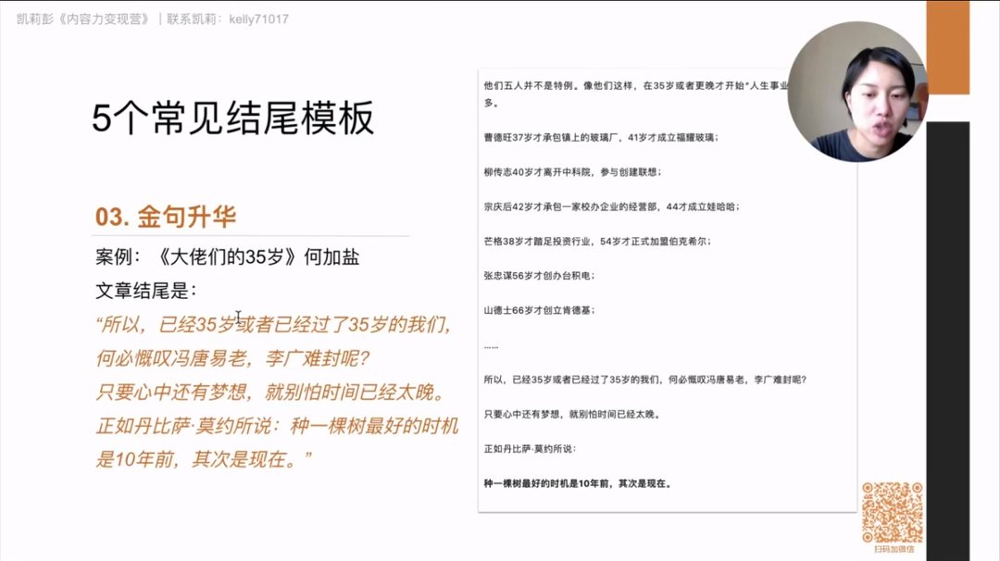 凯莉彭《内容力变现营》｜联系凯莉：kelly71017
5个常见结尾模板
03. 金句升华
案例：《大佬们的35岁》何加盐
文章结尾是：
“所以，已经35岁或者已经过了35岁的我们，
何必慨叹冯唐易老，李广难封呢？
只要心中还有梦想，就别怕时间已经太晚。
正如丹比萨·莫约所说：种一棵树最好的时机
是10年前，其次是现在。”
他们五人并不是特例。像他们这样，在35岁或者更晚才开始“人生事业
多。
曹德旺37岁才承包镇上的玻璃厂，41岁才成立福耀玻璃；
柳传志40岁才离开中科院，参与创建联想；
宗庆后42岁才承包一家校办企业的经营部，44才成立娃哈哈；
芒格38岁才踏足投资行业，54岁才正式加盟伯克希尔；
张忠谋56岁才创办台积电；
山德士66岁才创立肯德基；
……
所以，已经35岁或者已经过了35岁的我们，何必慨叹冯唐易老，李广难封呢？
只要心中还有梦想，就别怕时间已经太晚。
正如丹比萨·莫约所说：
种一棵树最好的时机是10年前，其次是现在。
扫码加微信